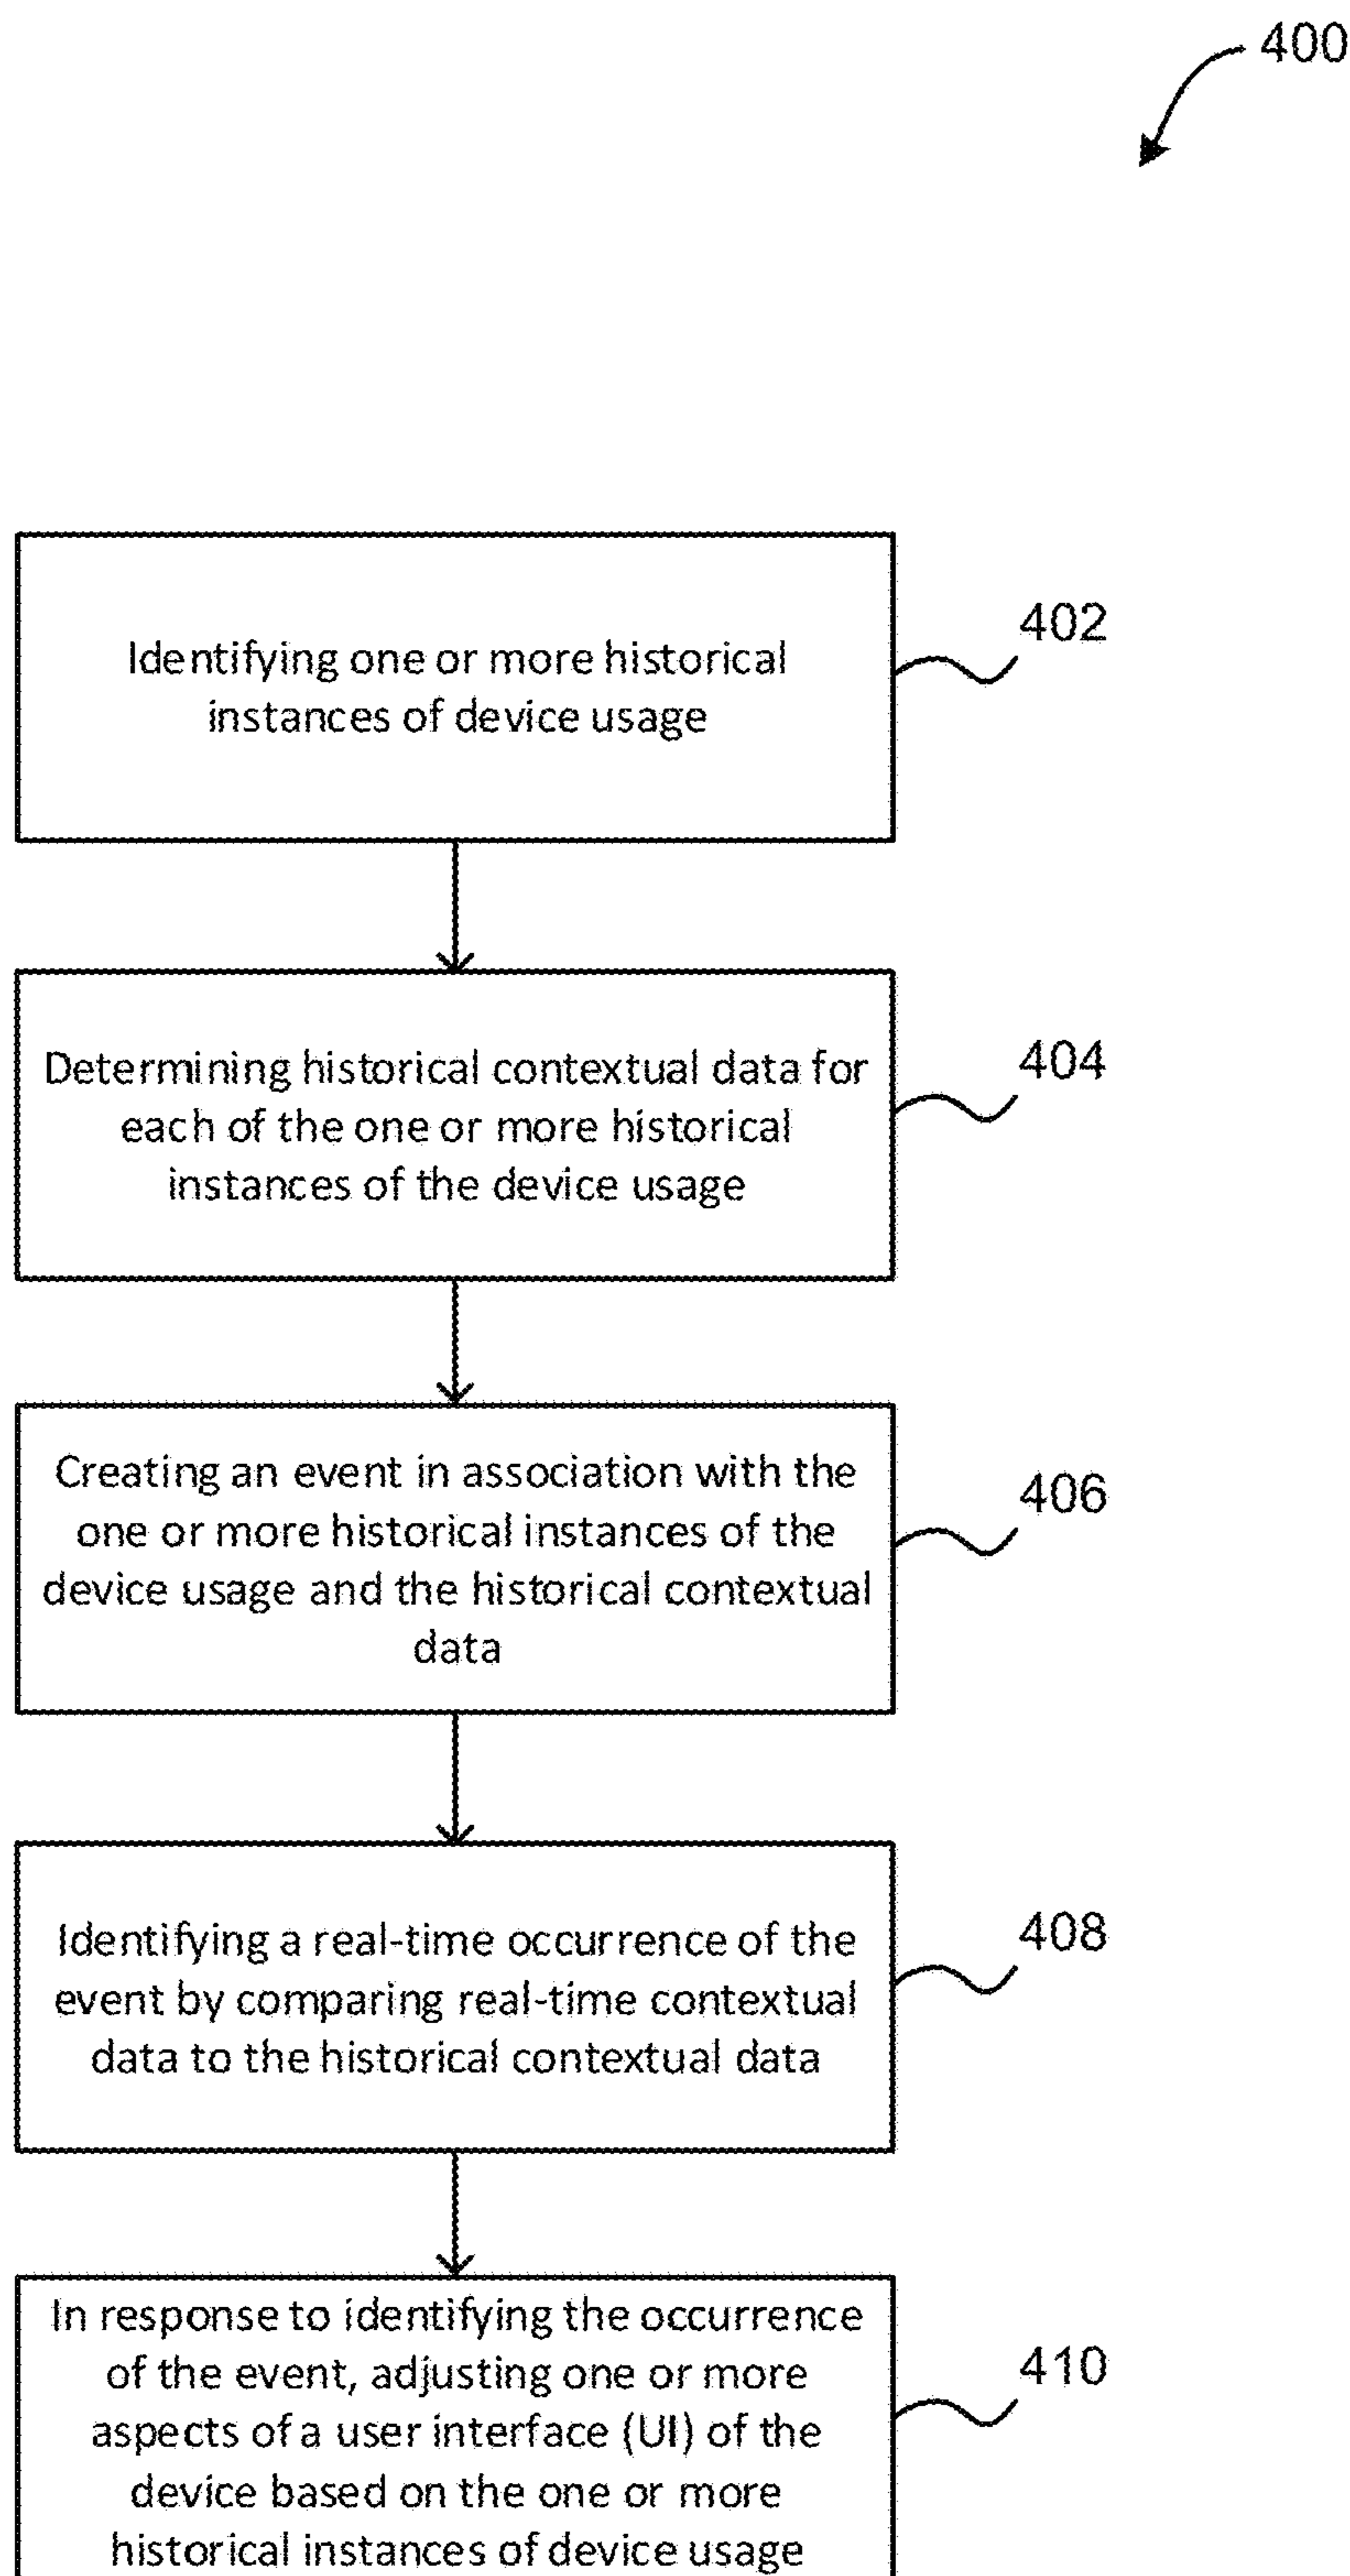 400
Identifying one or more historical
instances of device usage
402
Determining historical contextual data for
each of the one or more historical
instances of the device usage
404
Creating an event in association with the
one or more historical instances of the
device usage and the historical contextual
data
406
Identifying a real-time occurrence of the
event by comparing real-time contextual
data to the historical contextual data
408
In response to identifying the occurrence
of the event, adjusting one or more
aspects of a user interface (UI) of the
device based on the one or more
historical instances of device usage
410